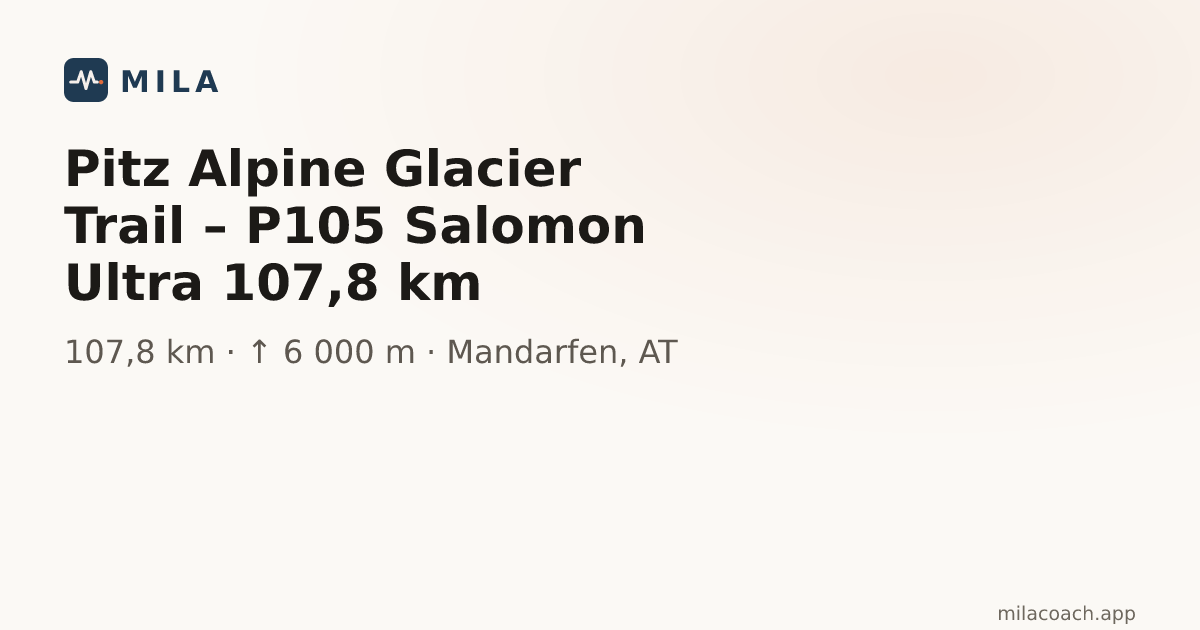 MILA
Pitz Alpine Glacier
Trail – P105 Salomon
Ultra 107,8 km
107,8 km · ↑ 6 000 m · Mandarfen, AT
milacoach.app